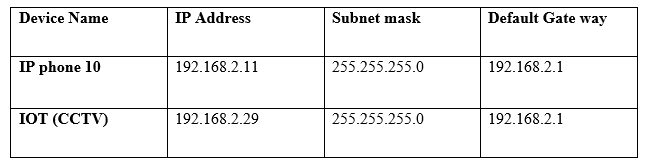 Device Name IP Address Subnet mask Default Gate way
IP phone 10 192.168.2.11 255.255.255.0 192.168.2.1
IOT (CCTV) 192.168.2.29 255.255.255.0 192.168.2.1